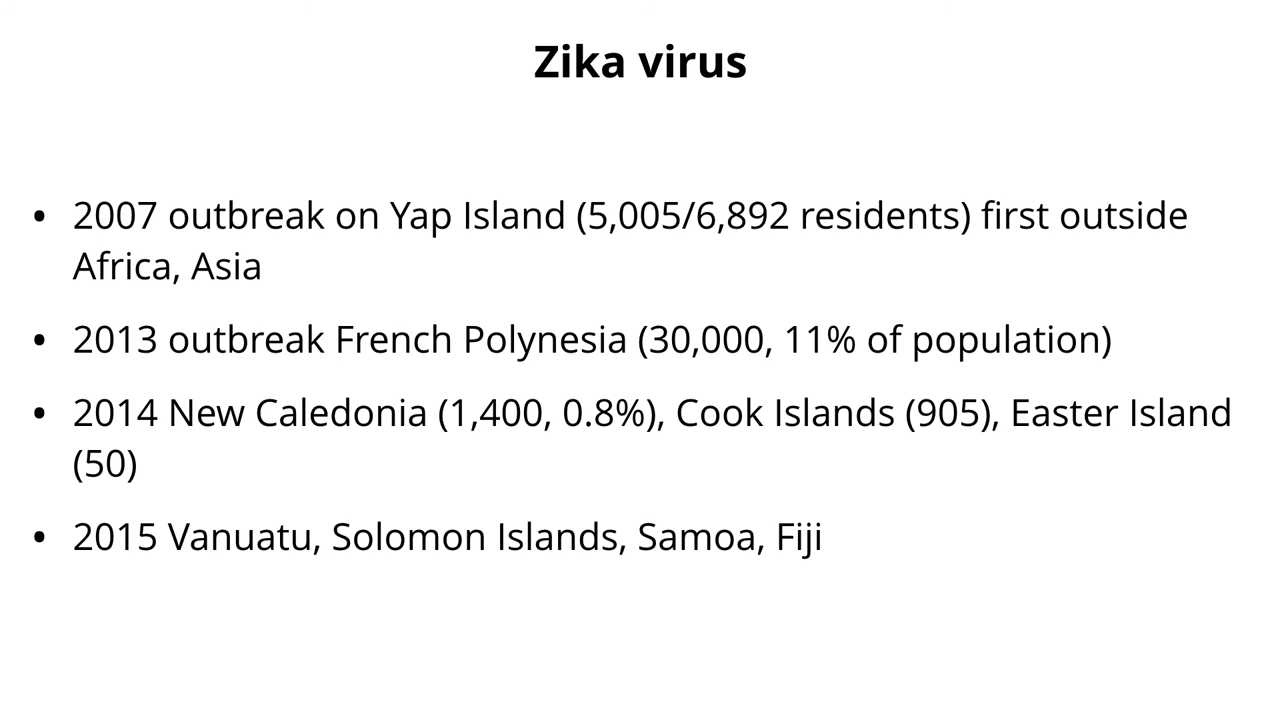 Zika virus
• 2007 outbreak on Yap Island (5,005/6,892 residents) first outside
Africa, Asia
• 2013 outbreak French Polynesia (30,000, 11% of population)
• 2014 New Caledonia (1,400, 0.8%), Cook Islands (905), Easter Island
(50)
• 2015 Vanuatu, Solomon Islands, Samoa, Fiji